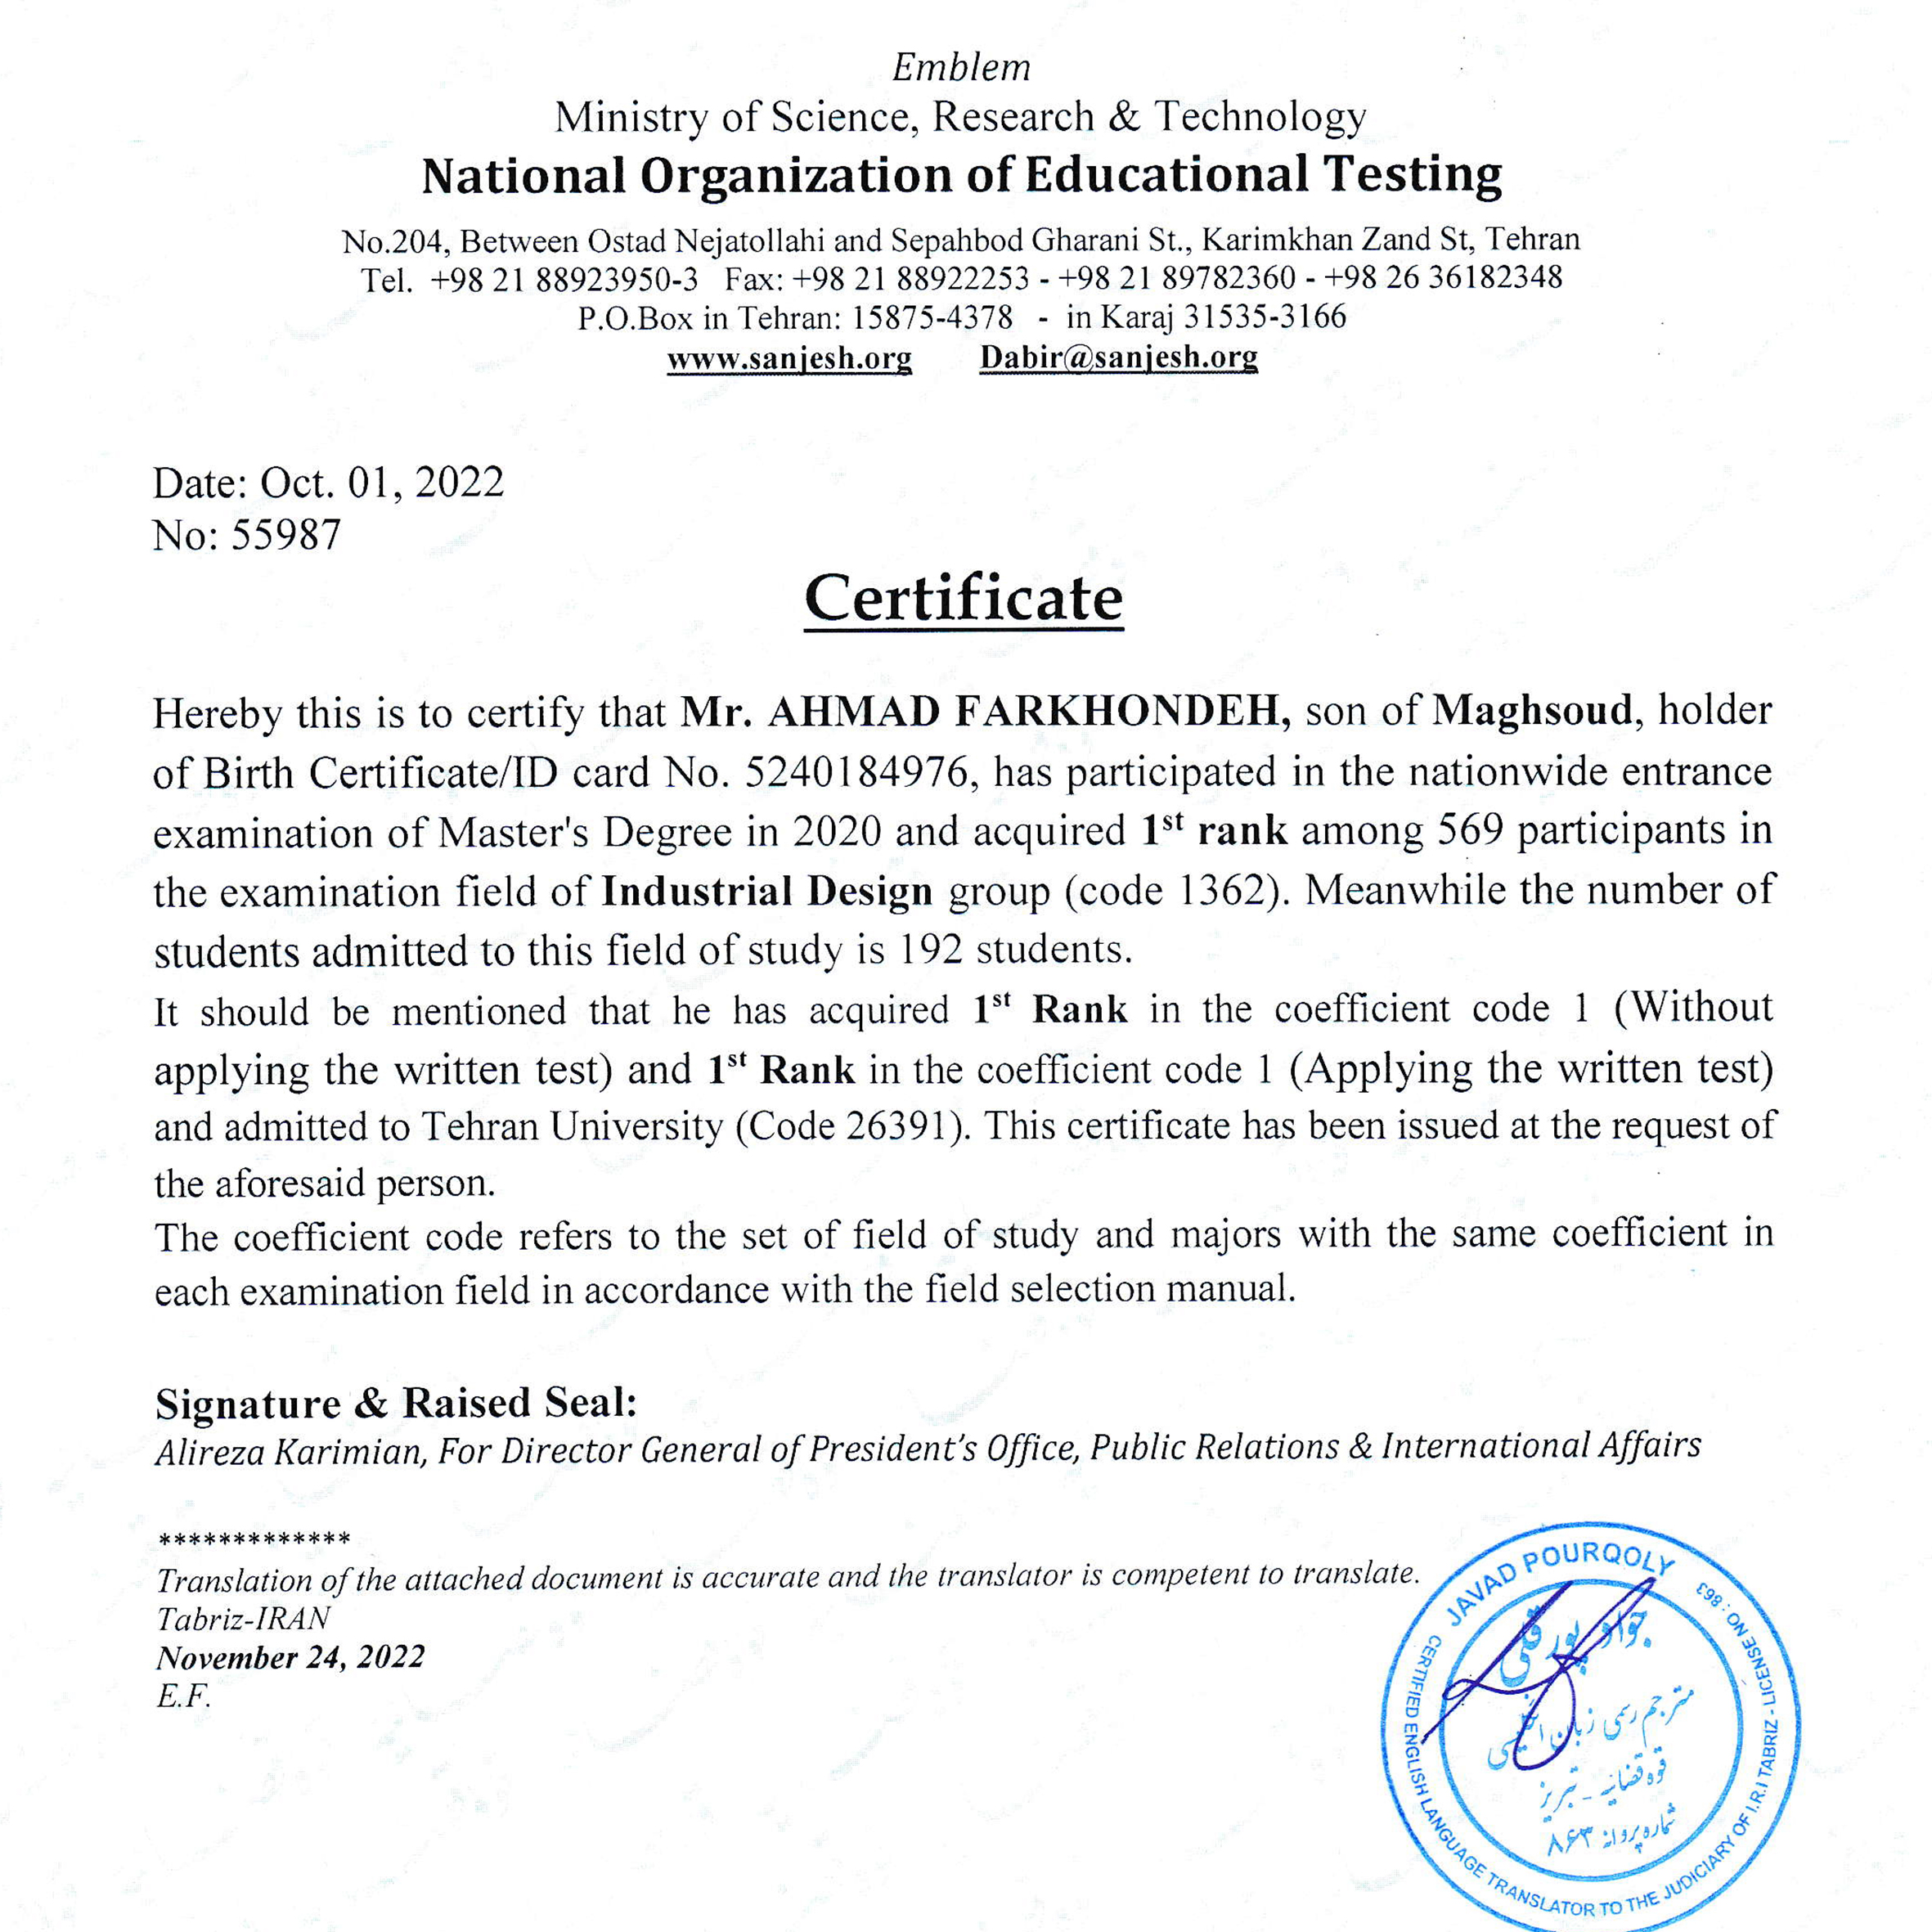 Emblem
Ministry of Science, Research & Technology
National Organization of Educational Testing
No.204, Between Ostad Nejatollahi and Sepahbod Gharani St., Karimkhan Zand St, Tehran
Tel. +98 21 88923950-3 Fax: +98 21 88922253 - +98 21 89782360 - +98 26 36182348
P.O.Box in Tehran: 15875-4378 - in Karaj 31535-3166
www.sanjesh.org Dabir@sanjesh.org
Date: Oct. 01, 2022
No: 55987
Certificate
Hereby this is to certify that Mr. AHMAD FARKHONDEH, son of Maghsoud, holder
of Birth Certificate/ID card No. 5240184976, has participated in the nationwide entrance
examination of Master's Degree in 2020 and acquired 1st rank among 569 participants in
the examination field of Industrial Design group (code 1362). Meanwhile the number of
students admitted to this field of study is 192 students.
It should be mentioned that he has acquired 1st Rank in the coefficient code 1 (Without
applying the written test) and 1st Rank in the coefficient code 1 (Applying the written test)
and admitted to Tehran University (Code 26391). This certificate has been issued at the request of
the aforesaid person.
The coefficient code refers to the set of field of study and majors with the same coefficient in
each examination field in accordance with the field selection manual.
Signature & Raised Seal:
Alireza Karimian, For Director General of President's Office, Public Relations & International Affairs
*************
Translation of the attached document is accurate and the translator is competent to translate.
Tabriz-IRAN
November 24, 2022
E.F.
JAVAD POURQOLY
CERTIFIED ENGLISH LANGUAGE TRANSLATOR TO THE JUDICIARY OF I.R.I TABRIZ - LICENSE NO : 863
جواد پورقلی
مترجم رسمی زبان انگلیسی
قوه قضائیه - تبریز
شماره پروانه ۸۶۳